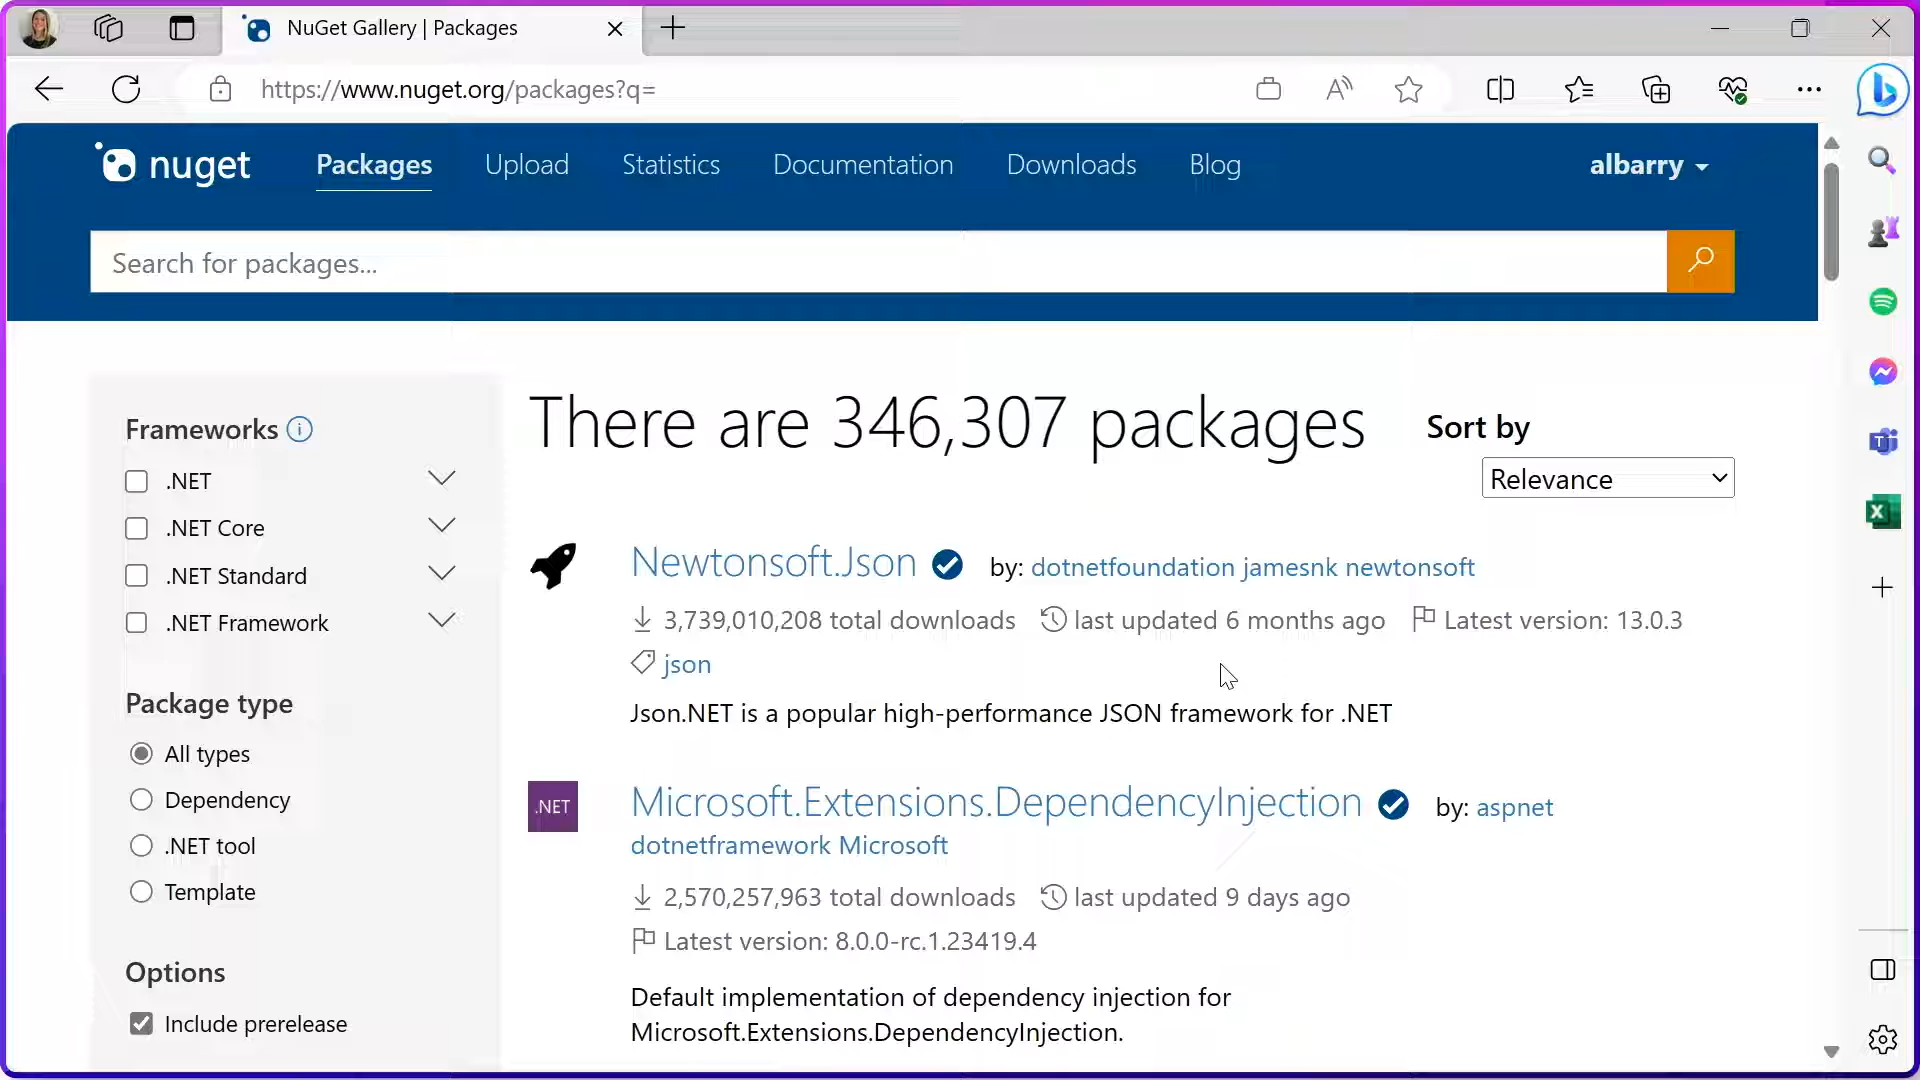 NuGet Gallery | Packages
https://www.nuget.org/packages?q=
nuget
Packages
Upload
Statistics
Documentation
Downloads
Blog
albarry
Search for packages...
Frameworks
.NET
.NET Core
.NET Standard
.NET Framework
Package type
All types
Dependency
.NET tool
Template
Options
Include prerelease
There are 346,307 packages
Sort by
Relevance
Newtonsoft.Json by: dotnetfoundation jamesnk newtonsoft
3,739,010,208 total downloads last updated 6 months ago Latest version: 13.0.3
json
Json.NET is a popular high-performance JSON framework for .NET
.NET
Microsoft.Extensions.DependencyInjection by: aspnet
dotnetframework Microsoft
2,570,257,963 total downloads last updated 9 days ago
Latest version: 8.0.0-rc.1.23419.4
Default implementation of dependency injection for
Microsoft.Extensions.DependencyInjection.